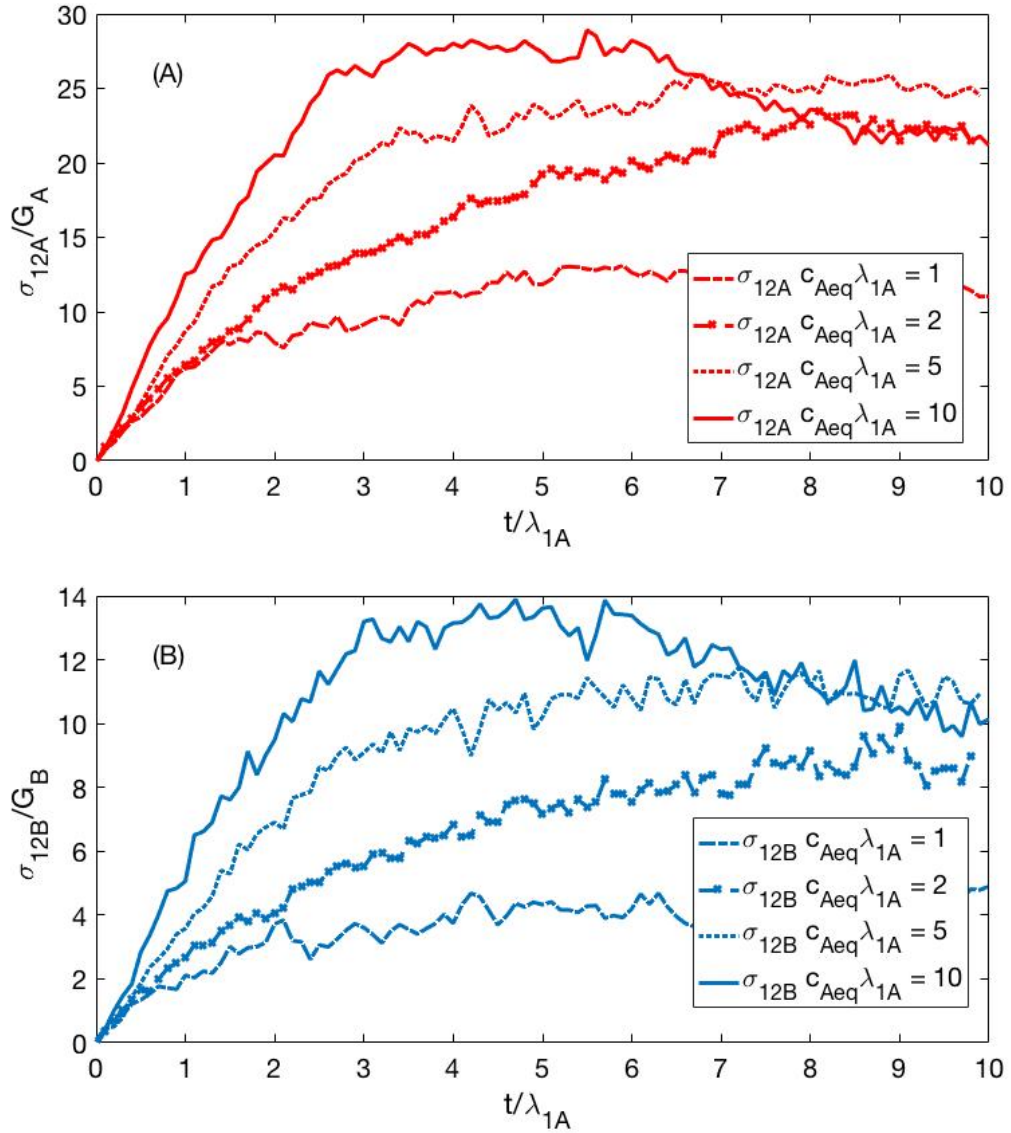 30
25
20
15
10
5
0
σ12A/GA
(A)
σ12A cAeqλ1A = 1
σ12A cAeqλ1A = 2
σ12A cAeqλ1A = 5
σ12A cAeqλ1A = 10
0 1 2 3 4 5 6 7 8 9 10
t/λ1A
14
12
10
8
6
4
2
0
σ12B/GB
(B)
σ12B cAeqλ1A = 1
σ12B cAeqλ1A = 2
σ12B cAeqλ1A = 5
σ12B cAeqλ1A = 10
0 1 2 3 4 5 6 7 8 9 10
t/λ1A